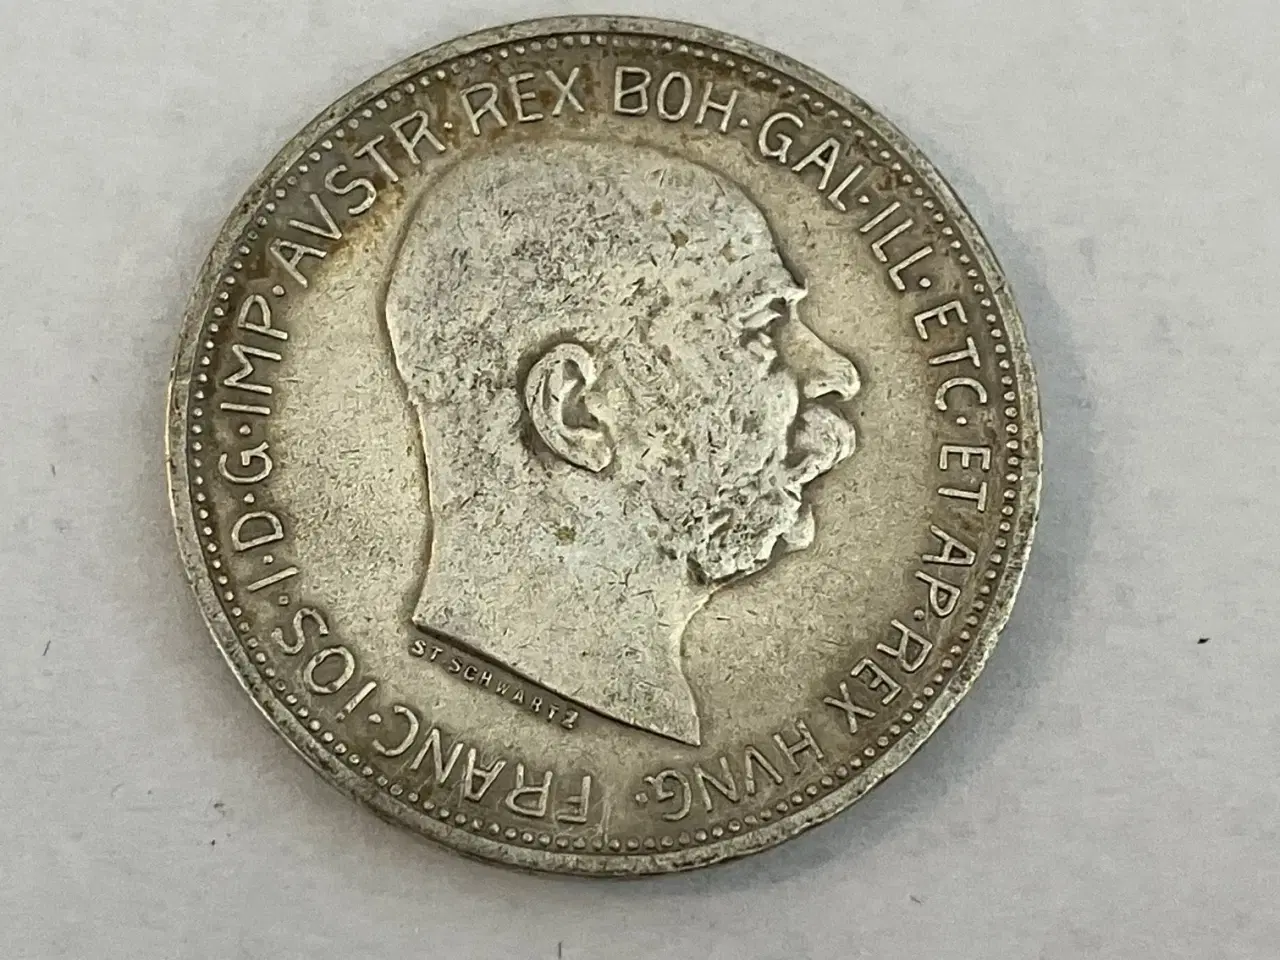 FRANC·IOS·I·D·G·IMP·AVSTR·REX BOH·GAL·ILL·ETC·ET AP·REX HVNG·
ST. SCHWARTZ